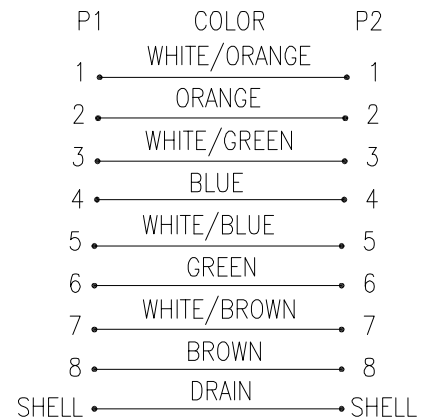 P1 COLOR P2
1 WHITE/ORANGE 1
2 ORANGE 2
3 WHITE/GREEN 3
4 BLUE 4
5 WHITE/BLUE 5
6 GREEN 6
7 WHITE/BROWN 7
8 BROWN 8
SHELL DRAIN SHELL